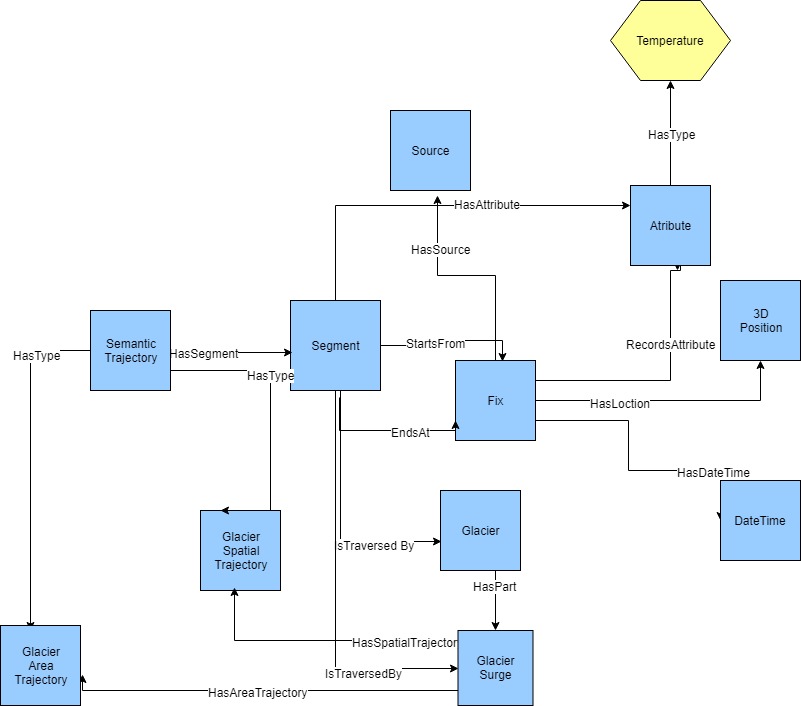 Temperature
HasType
Source
HasAttribute
Atribute
HasSource
3D
Position
Semantic
Trajectory
HasType
HasSegment
HasType
Segment
StartsFrom
RecordsAttribute
Fix
HasLoction
EndsAt
HasDateTime
DateTime
Glacier
Spatial
Trajectory
Glacier
IsTraversed By
HasPart
Glacier
Area
Trajectory
HasSpatialTrajector
Glacier
Surge
IsTraversedBy
HasAreaTrajectory